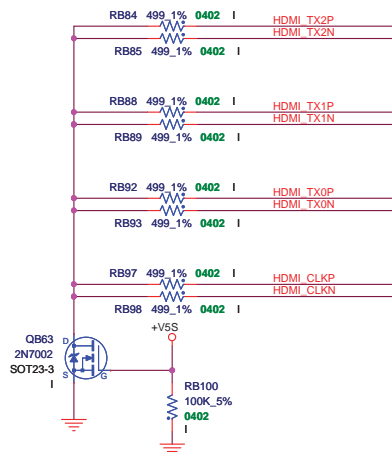 RB84 499_1% 0402 I
HDMI_TX2P
HDMI_TX2N
RB85 499_1% 0402 I
RB88 499_1% 0402 I
HDMI_TX1P
HDMI_TX1N
RB89 499_1% 0402 I
RB92 499_1% 0402 I
HDMI_TX0P
HDMI_TX0N
RB93 499_1% 0402 I
RB97 499_1% 0402 I
HDMI_CLKP
HDMI_CLKN
RB98 499_1% 0402 I
+V5S
QB63
2N7002
SOT23-3
I
D
S
G
RB100
100K_5%
0402
I